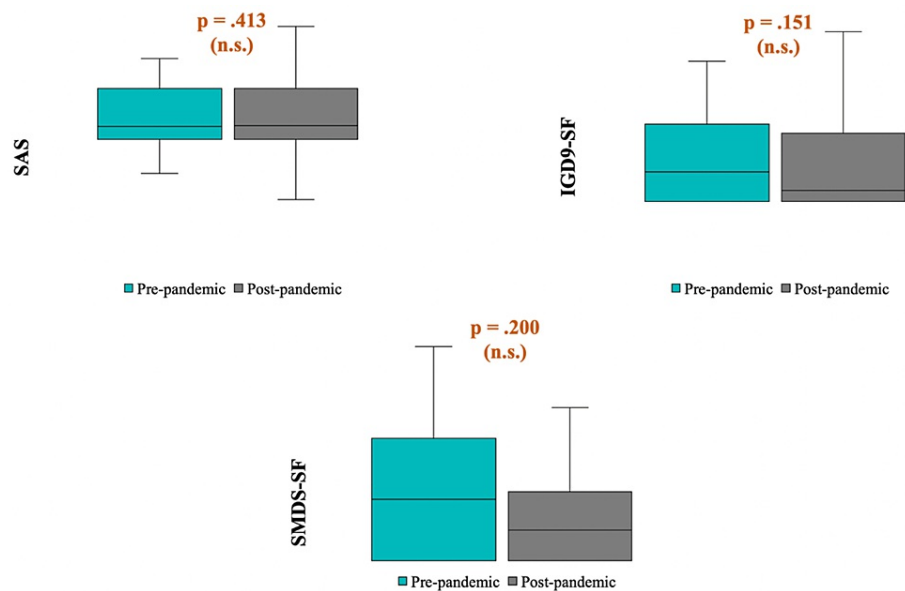 p = .413
(n.s.)
SAS
Pre-pandemic Post-pandemic
p = .151
(n.s.)
IGD9-SF
Pre-pandemic Post-pandemic
p = .200
(n.s.)
SMDS-SF
Pre-pandemic Post-pandemic